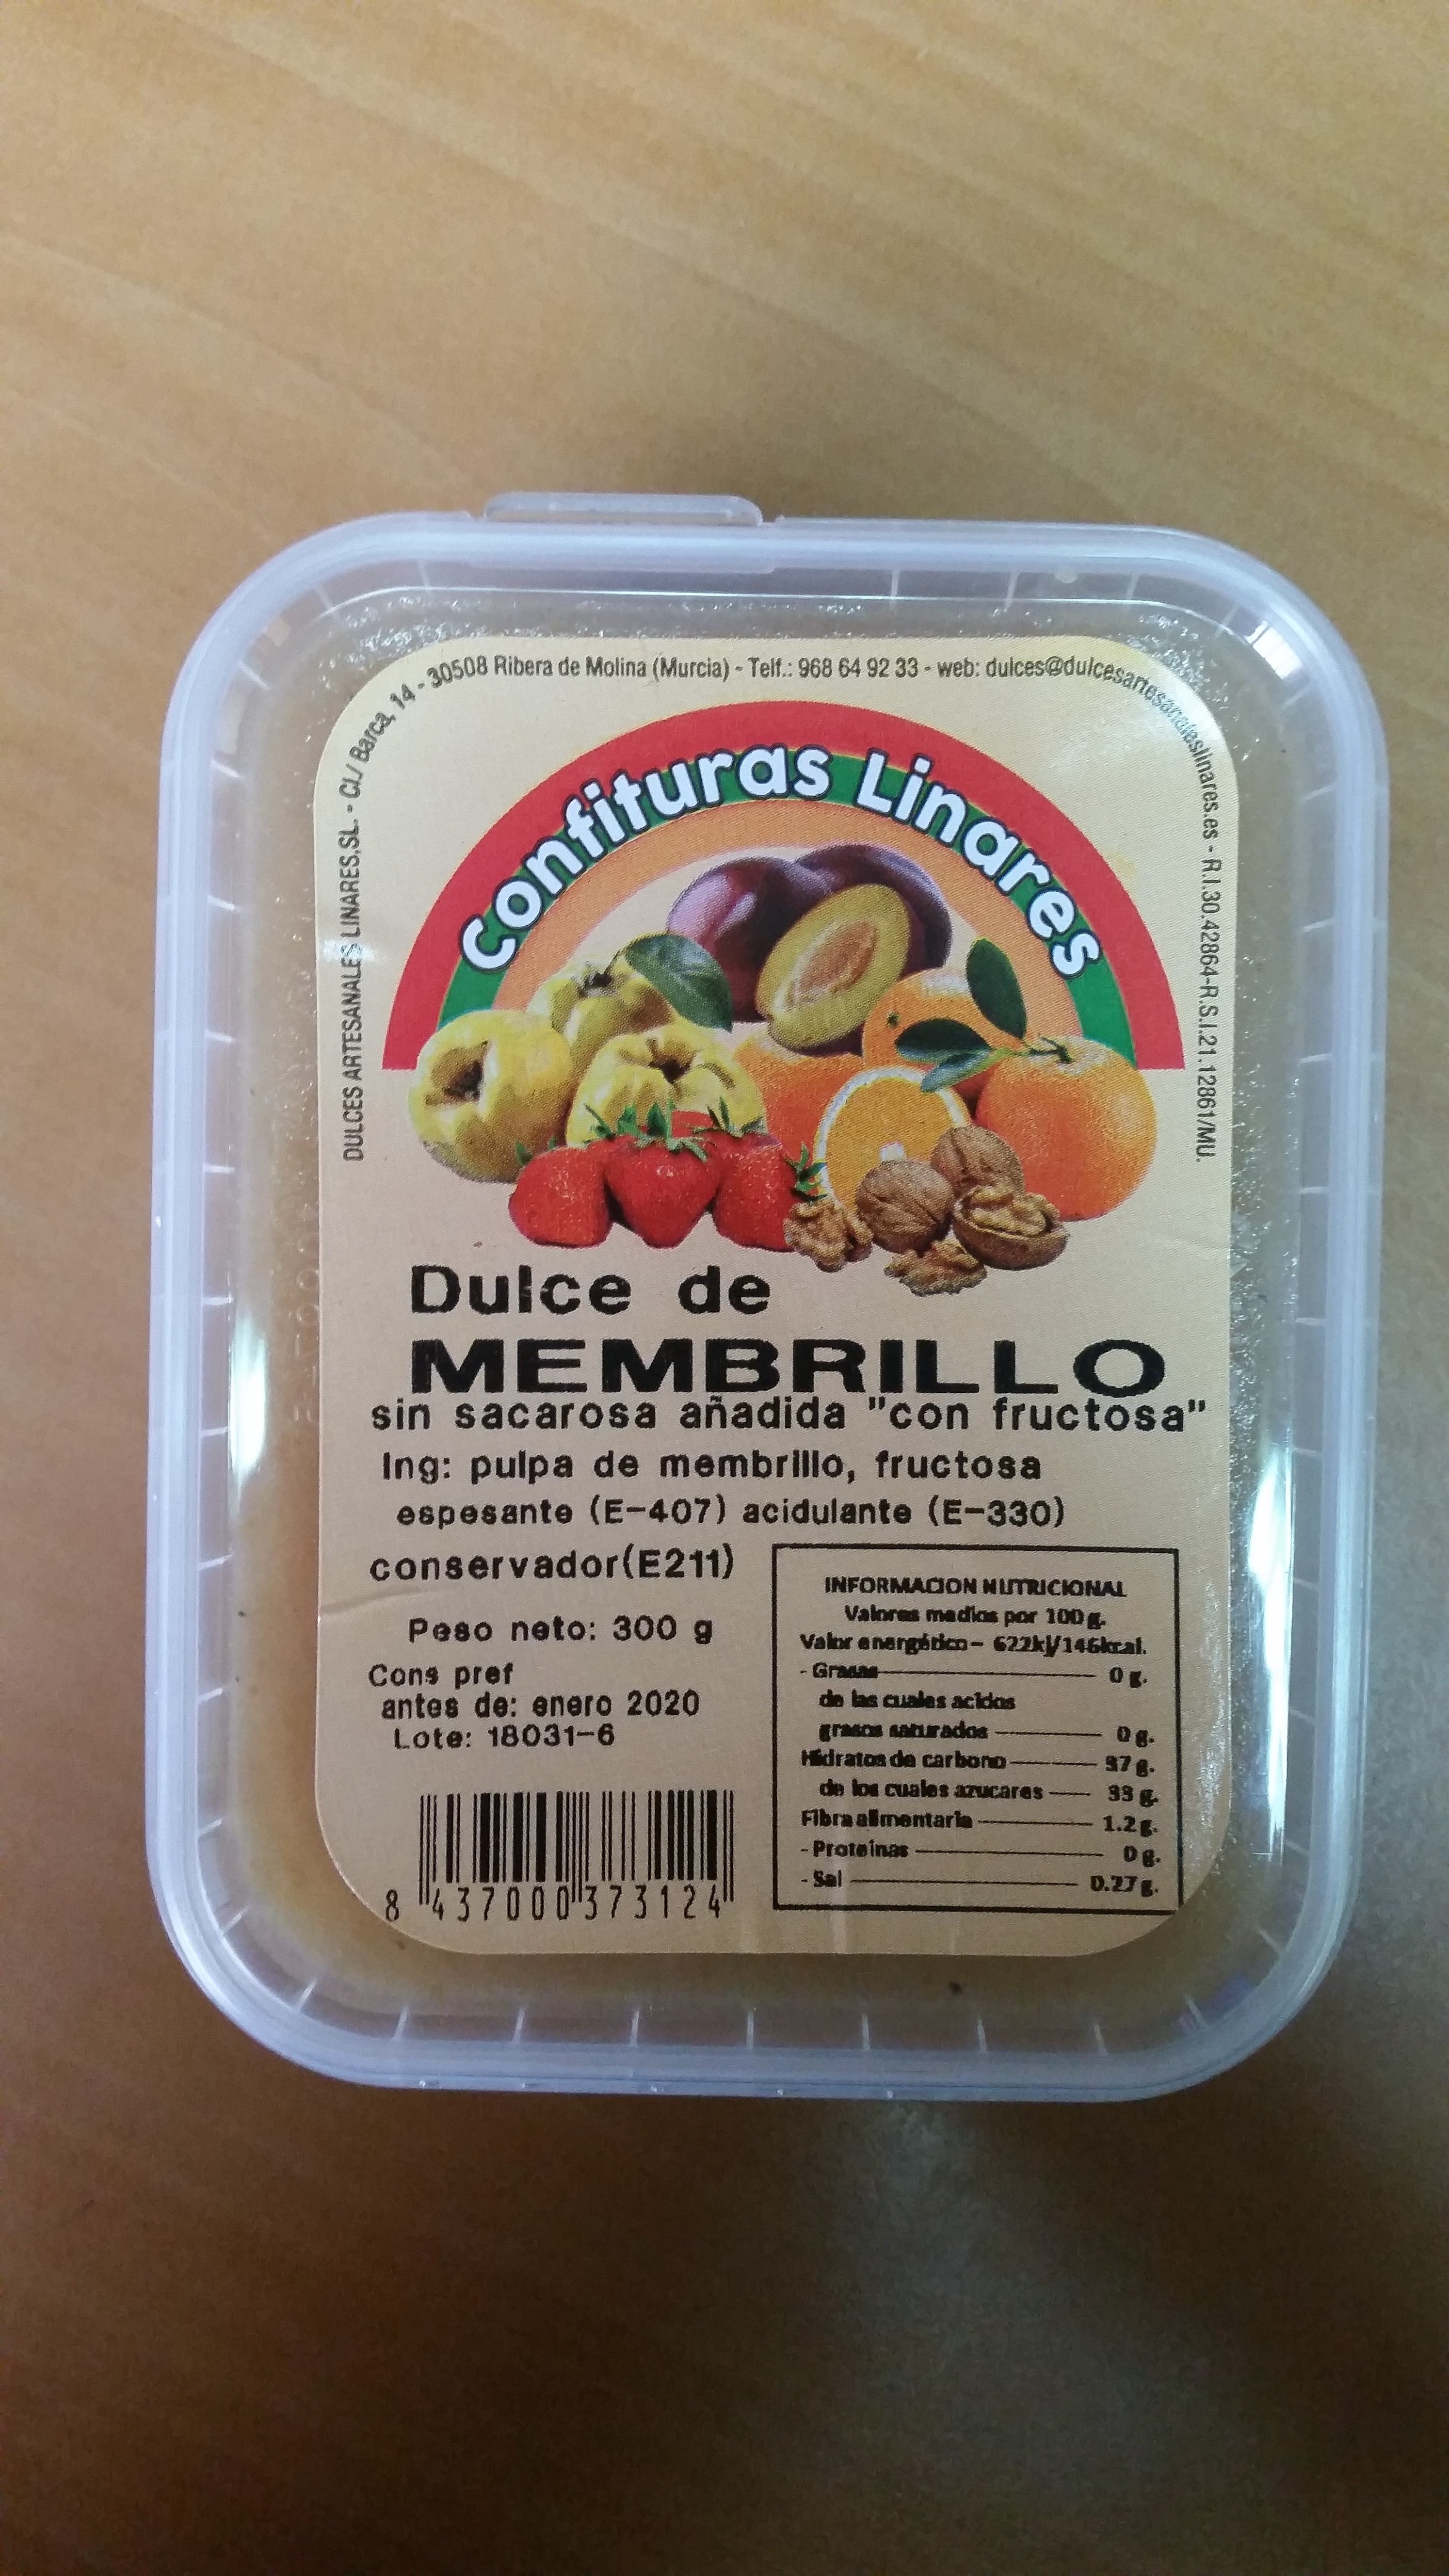 DULCES ARTESANALES LINARES,SL. - C\./ Barca, 14 - 30508 Ribera de Molina (Murcia) - Telf.: 968 64 92 33 - web: dulces@dulcesartesanaleslinares.es - R.I.30.42864-R.S.I.21.12861/MU.
Confituras Linares
Dulce de
MEMBRILLO
sin sacarosa añadida "con fructosa"
Ing: pulpa de membrillo, fructosa
espesante (E-407) acidulante (E-330)
conservador(E211)
Peso neto: 300 g
Cons pref
antes de: enero 2020
Lote: 18031-6
8 437000 373124
INFORMACION NUTRICIONAL
Valores medios por 100 g.
Valor energético - 622kj/146kcal.
- Grasas 0 g.
de las cuales acidos
grasos saturados 0 g.
Hidratos de carbono 37 g.
de los cuales azucares 33 g.
Fibra alimentaria 1.2 g.
- Proteinas 0 g.
- Sal 0.27 g.